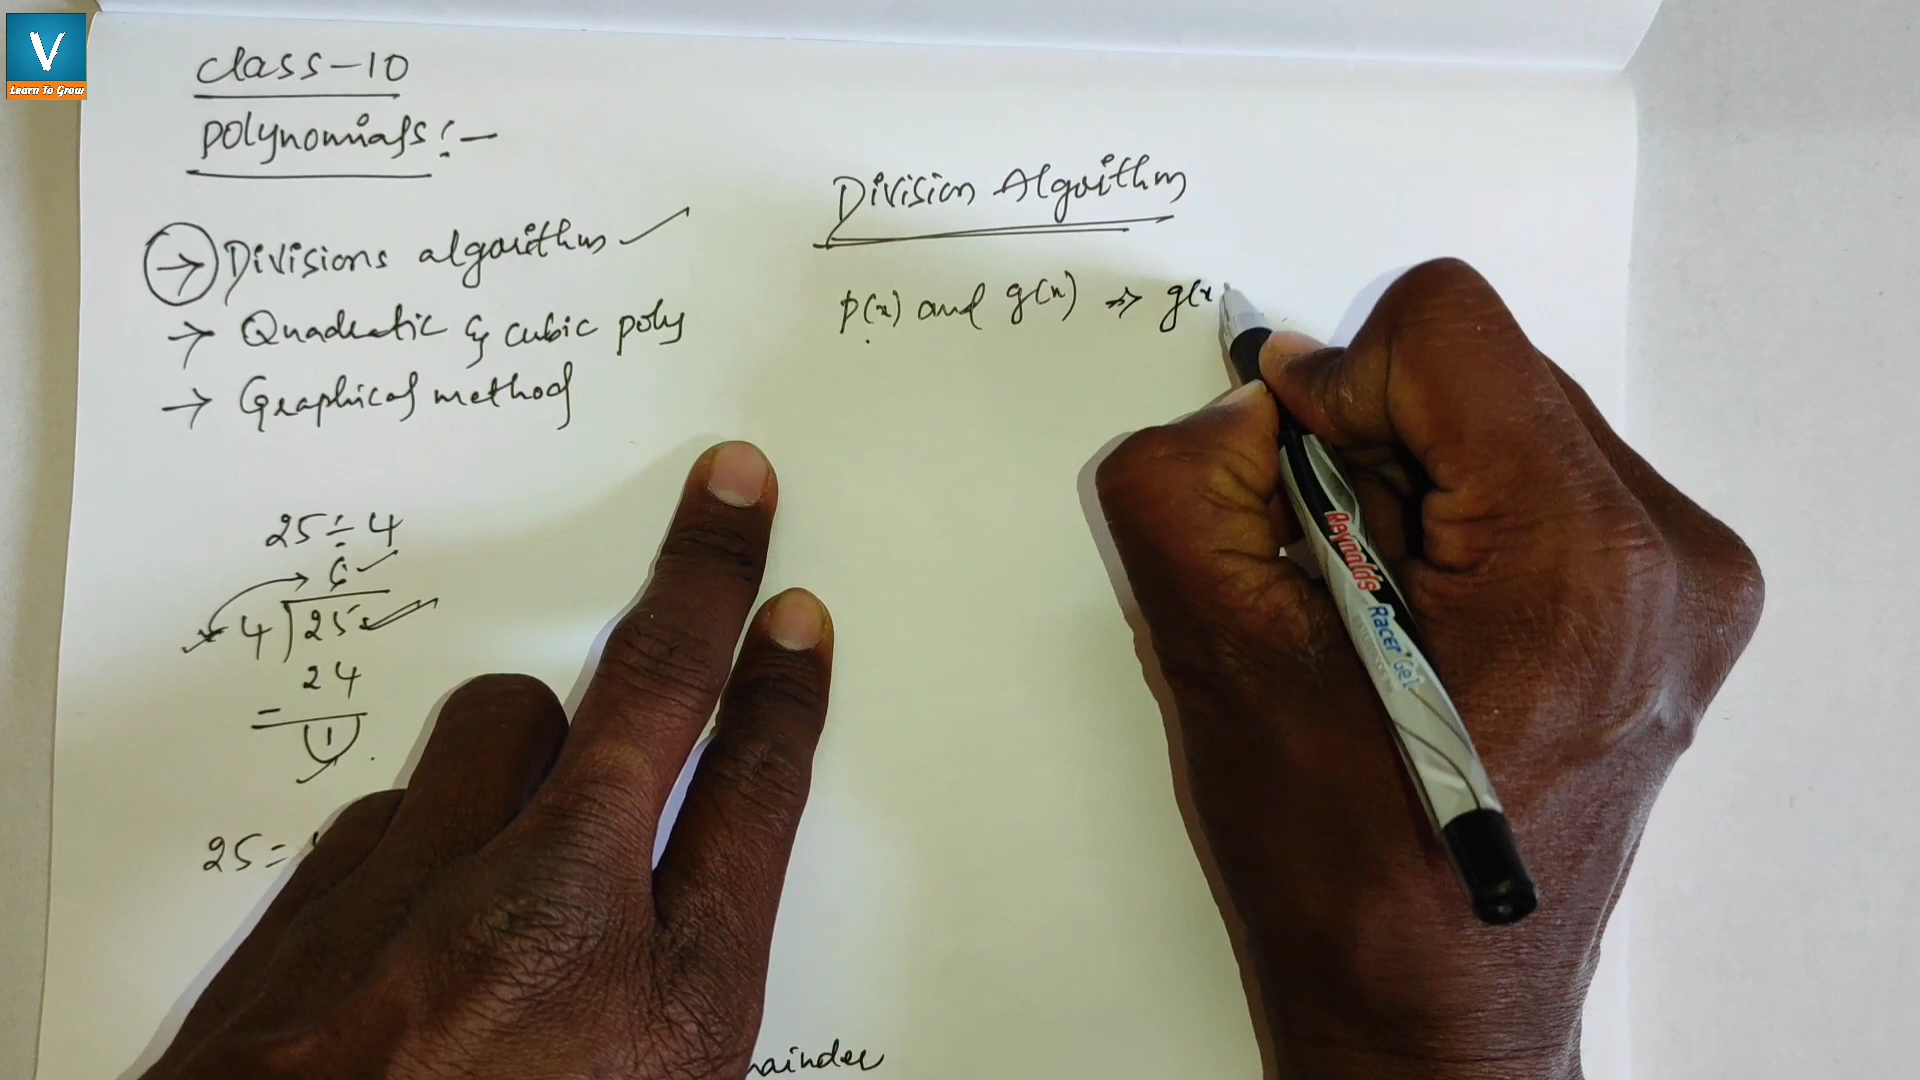 V
Learn To Grow
class-10
polynomials:-
→ Divisions algorithm ✓
→ Quadratic & cubic poly
→ Graphical method
25÷4
6 ✓
4 25
24
-
1
25=
Division Algorithm
p(x) and g(x) ⇒ g(x
Reynolds Racer Gel
mainder